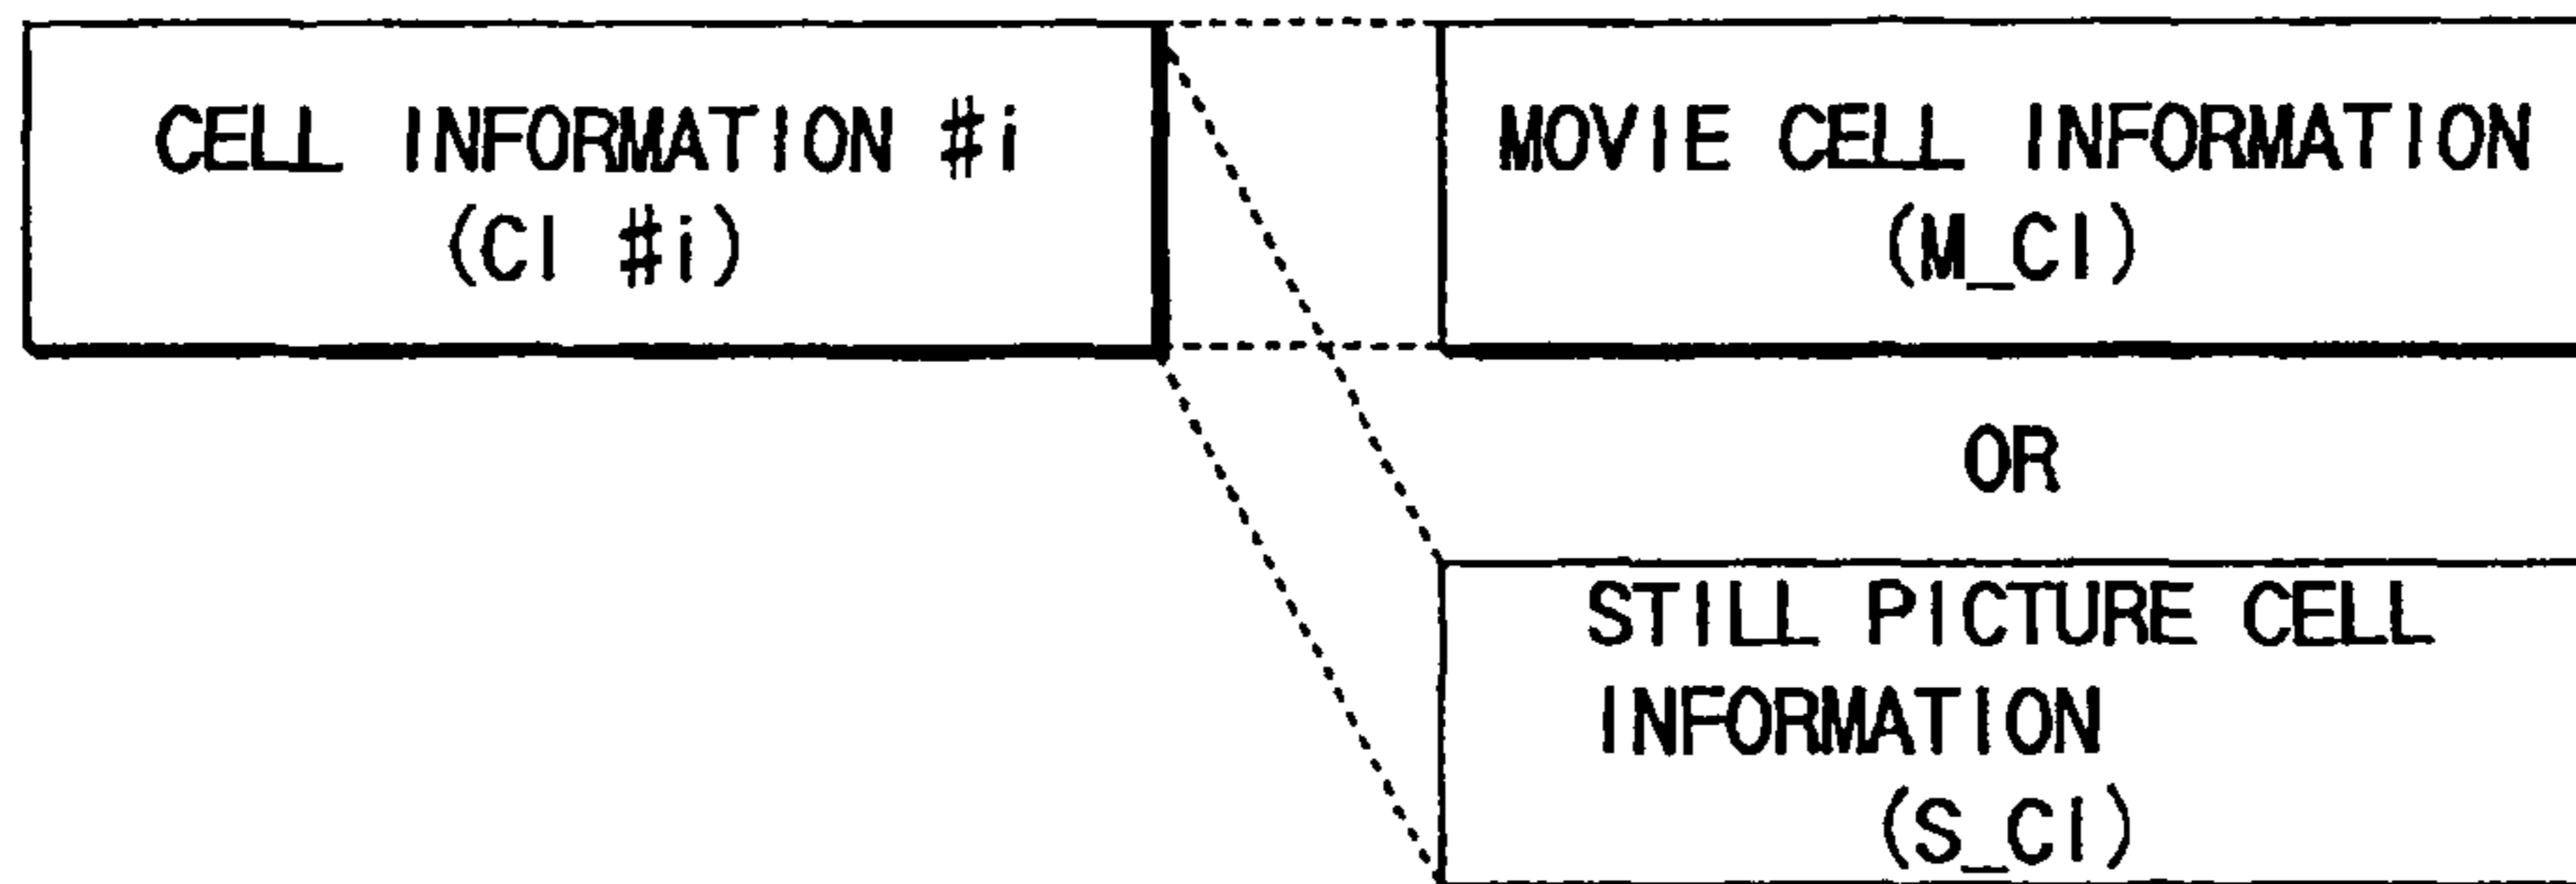 CELL INFORMATION #i
(CI #i)
MOVIE CELL INFORMATION
(M_CI)
OR
STILL PICTURE CELL
INFORMATION
(S_CI)